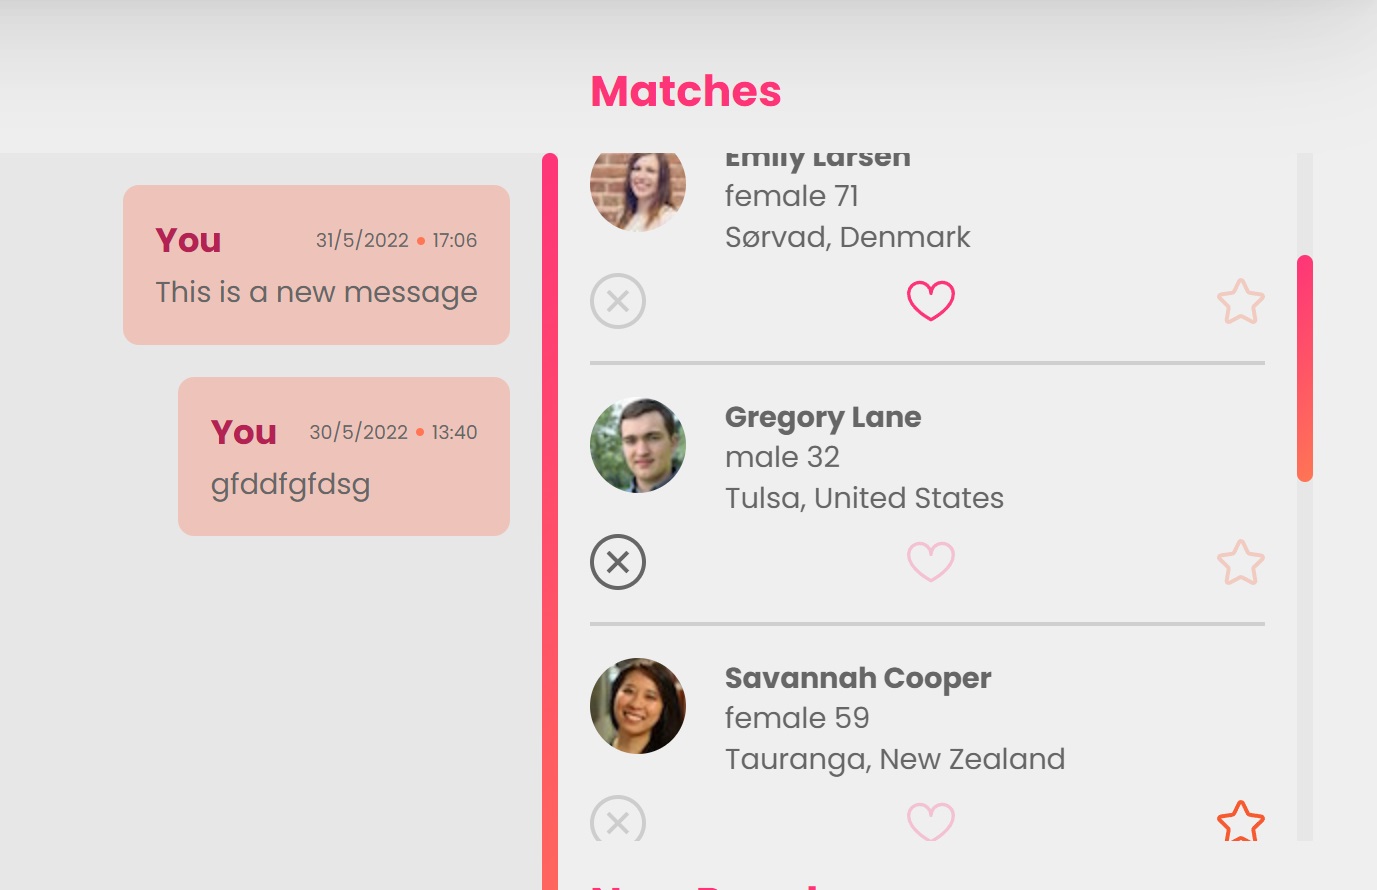 Matches
You 31/5/2022 • 17:06
This is a new message
You 30/5/2022 • 13:40
gfddfgfdsg
Emily Larsen
female 71
Sørvad, Denmark
Gregory Lane
male 32
Tulsa, United States
Savannah Cooper
female 59
Tauranga, New Zealand